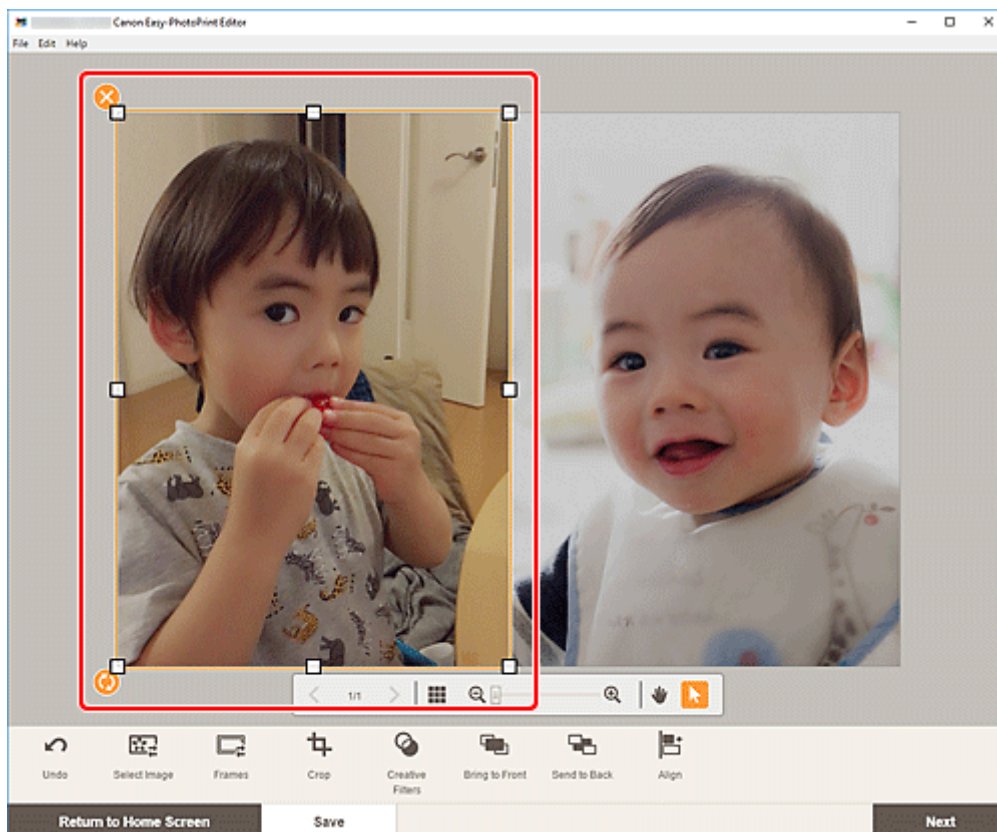 Canon Easy-PhotoPrint Editor
File Edit Help
1/1
Undo
Select Image
Frames
Crop
Creative
Filters
Bring to Front
Send to Back
Align
Return to Home Screen
Save
Next